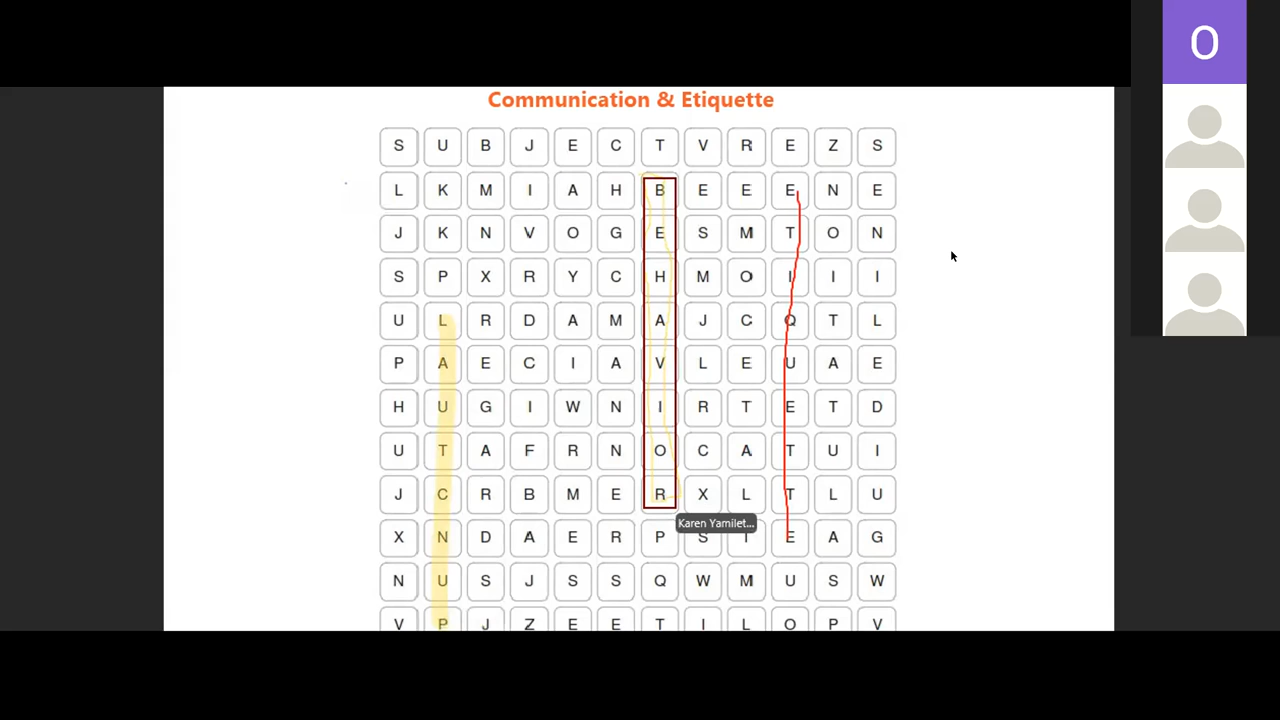 O
Communication & Etiquette
S U B J E C T V R E Z S
L K M I A H B E E E N E
J K N V O G E S M T O N
S P X R Y C H M O I I I
U L R D A M A J C Q T L
P A E C I A V L E U A E
H U G I W N I R T E T D
U T A F R N O C A T U I
J C R B M E R X L T L U
Karen Yamilet...
X N D A E R P S I E A G
N U S J S S Q W M U S W
V P J Z E E T I L O P V